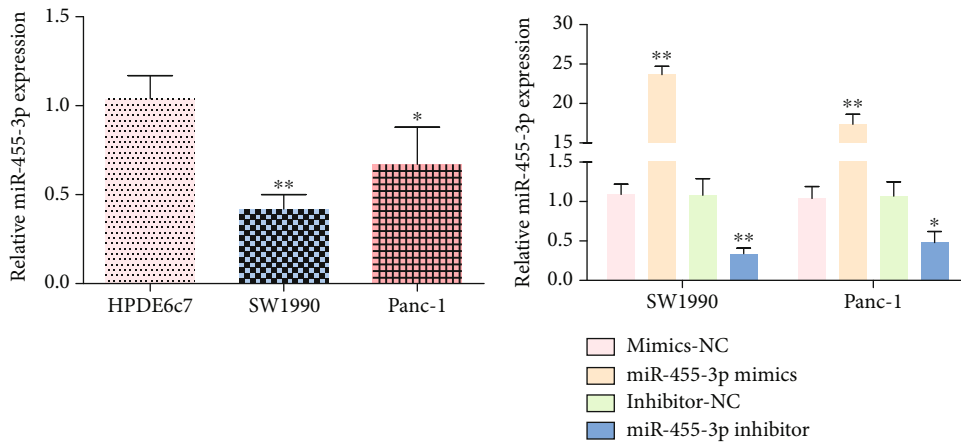 Relative miR-455-3p expression
1.5
1.0
0.5
0.0
**
*
HPDE6c7 SW1990 Panc-1
Relative miR-455-3p expression
30
25
20
15
1.5
1.0
0.5
0.0
**
**
**
*
SW1990 Panc-1
Mimics-NC
miR-455-3p mimics
Inhibitor-NC
miR-455-3p inhibitor